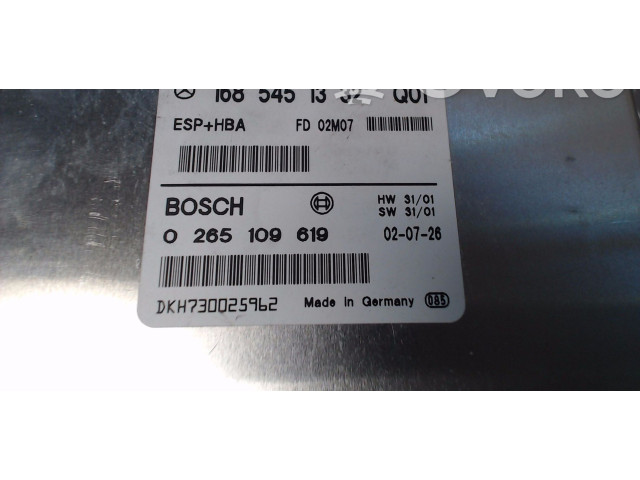 168 545 13 32 Q01
ESP+HBA FD 02M07
BOSCH HW 31/01
SW 31/01
0 265 109 619 02-07-26
DKH730025962 Made in Germany 085